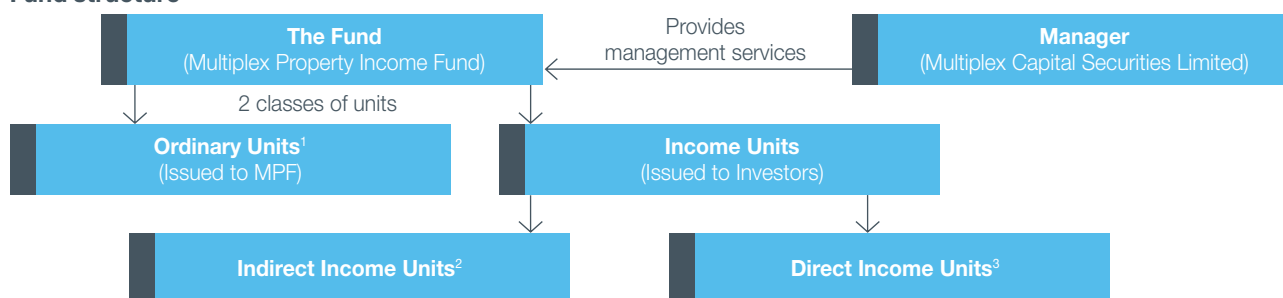 Fund structure
The Fund
(Multiplex Property Income Fund)
Provides
management services
Manager
(Multiplex Capital Securities Limited)
2 classes of units
Ordinary Units¹
(Issued to MPF)
Income Units
(Issued to Investors)
Indirect Income Units²
Direct Income Units³